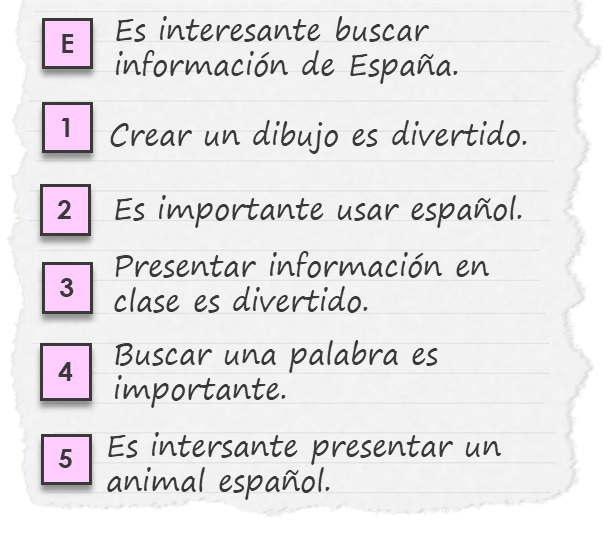 E Es interesante buscar
información de España.
1 Crear un dibujo es divertido.
2 Es importante usar español.
3 Presentar información en
clase es divertido.
4 Buscar una palabra es
importante.
5 Es intersante presentar un
animal español.